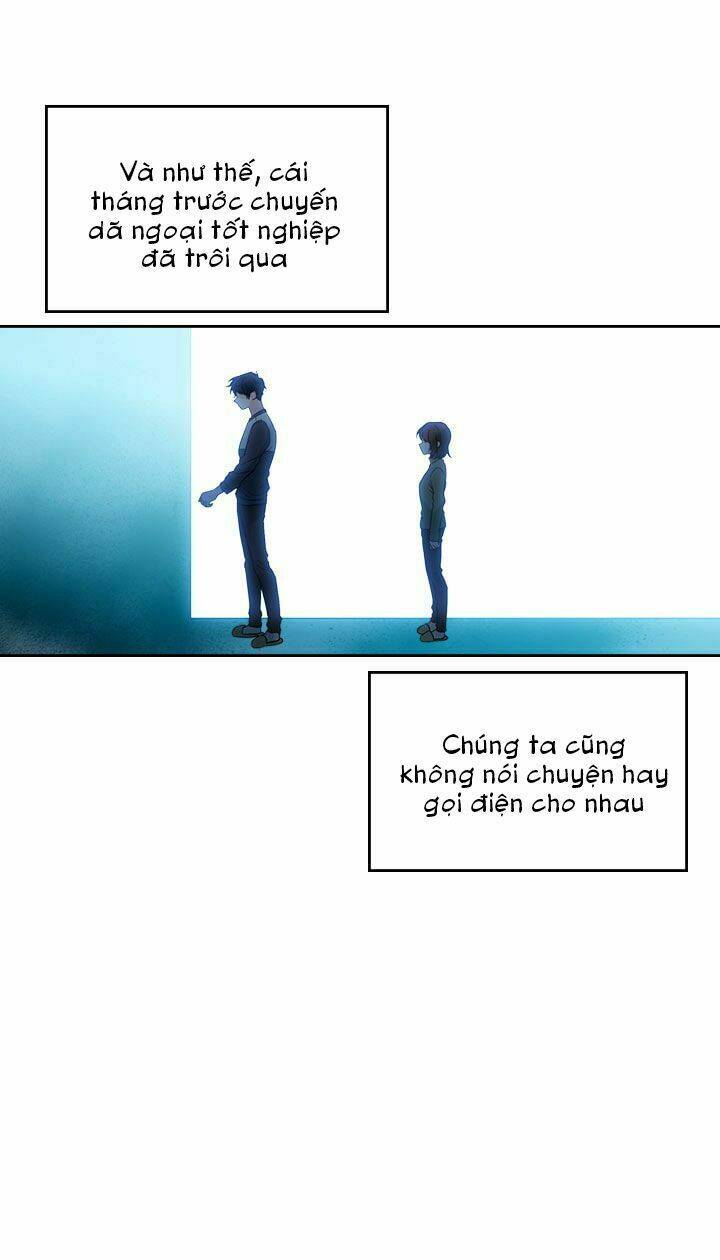 Và như thế, cái
tháng trước chuyến
dã ngoại tốt nghiệp
đã trôi qua
Chúng ta cũng
không nói chuyện hay
gọi điện cho nhau